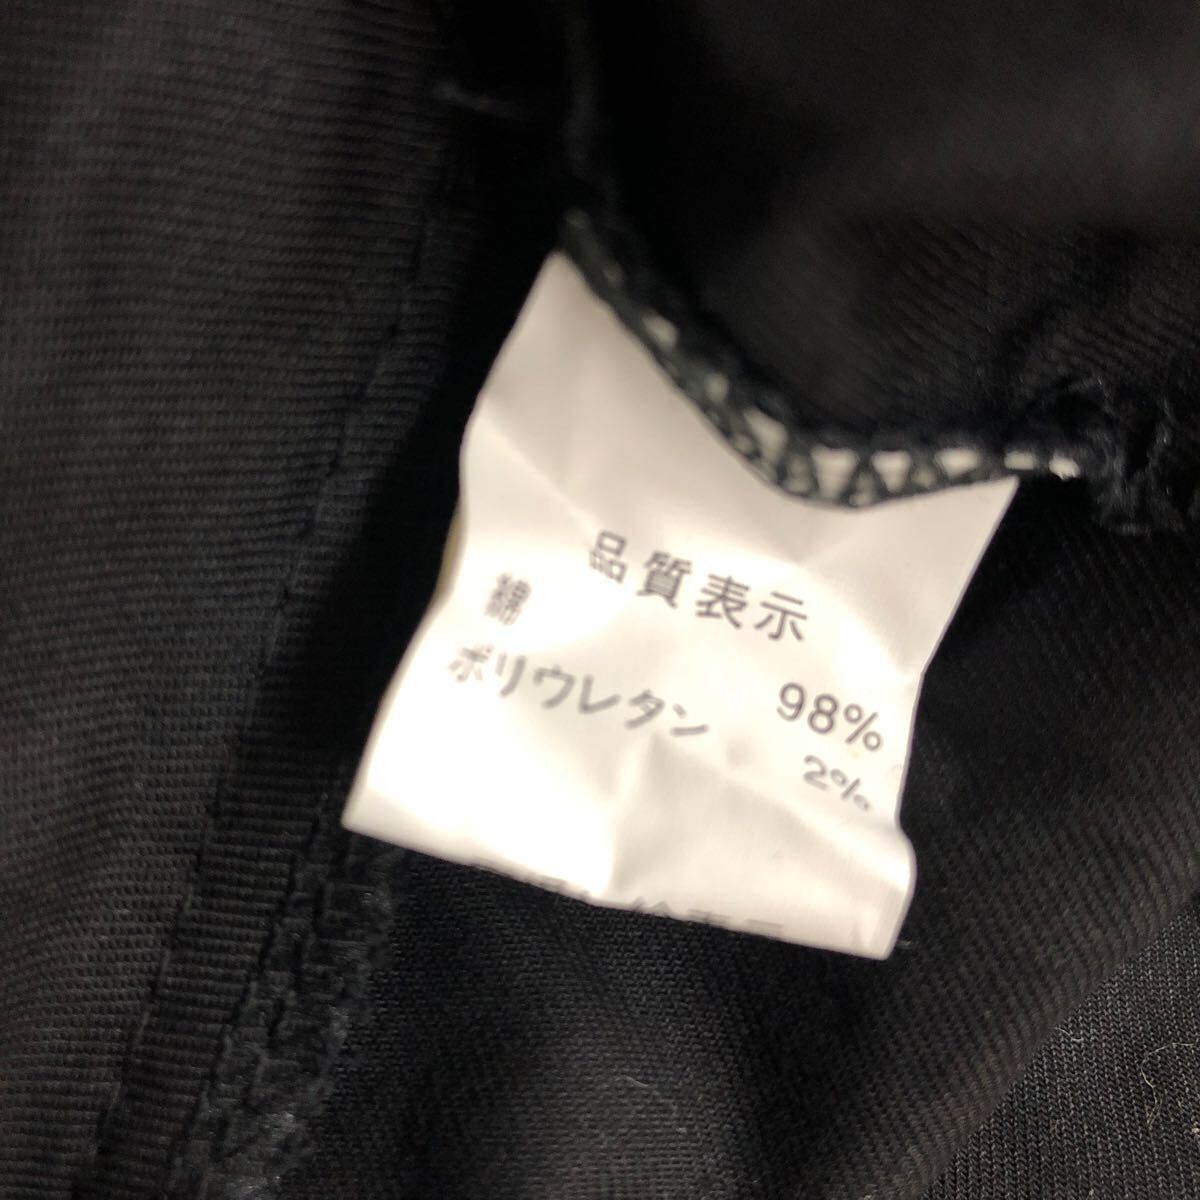 品質表示
綿 98%
ポリウレタン 2%